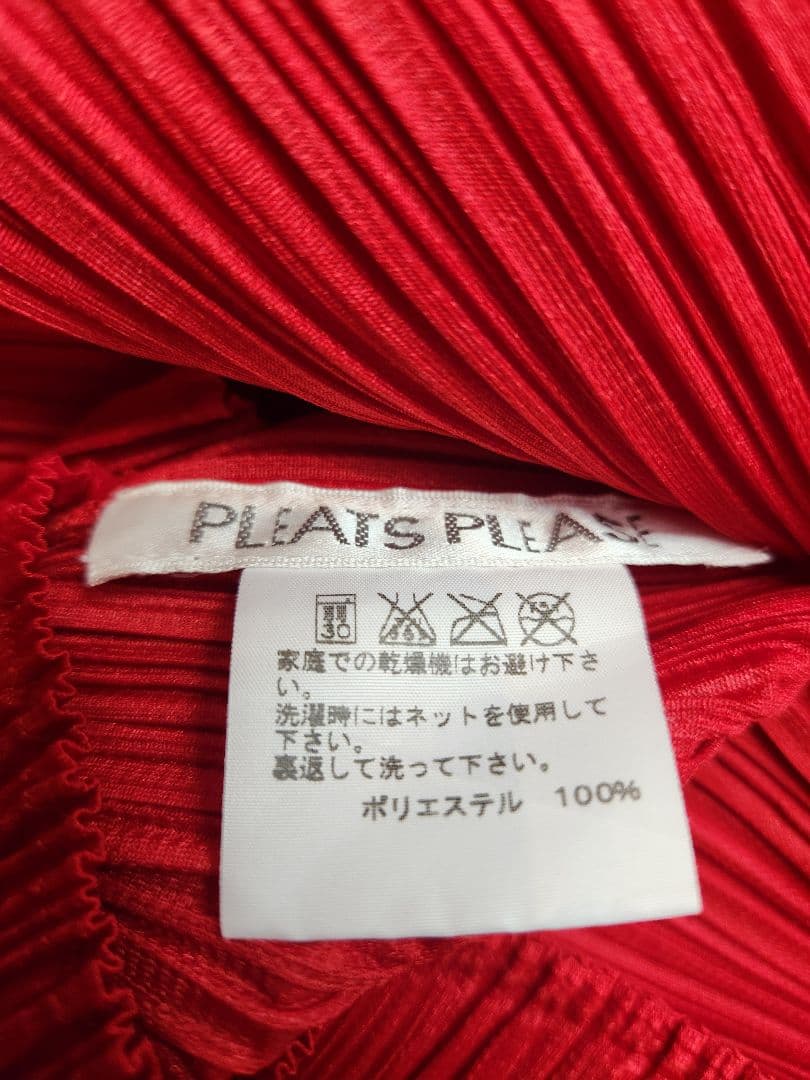 PLEATS PLEASE
30
家庭での乾燥機はお避け下さ
い。
洗濯時にはネットを使用して
下さい。
裏返して洗って下さい。
ポリエステル 100%